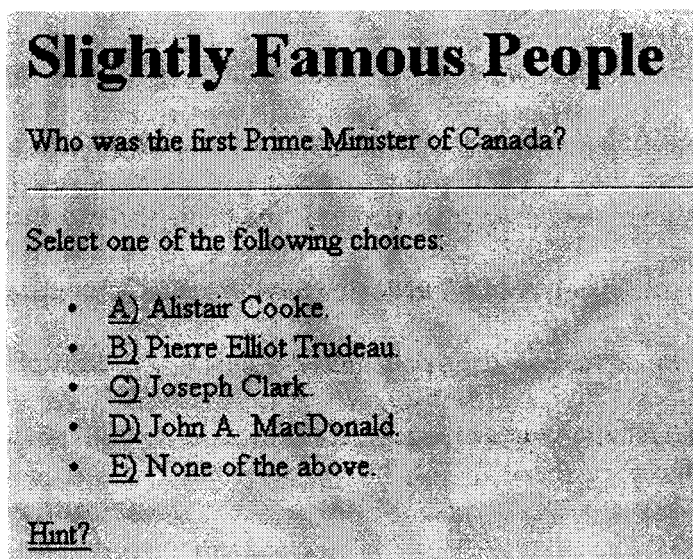 Slightly Famous People
Who was the first Prime Minister of Canada?
Select one of the following choices:
• A) Alistair Cooke.
• B) Pierre Elliot Trudeau.
• C) Joseph Clark.
• D) John A. MacDonald.
• E) None of the above.
Hint?